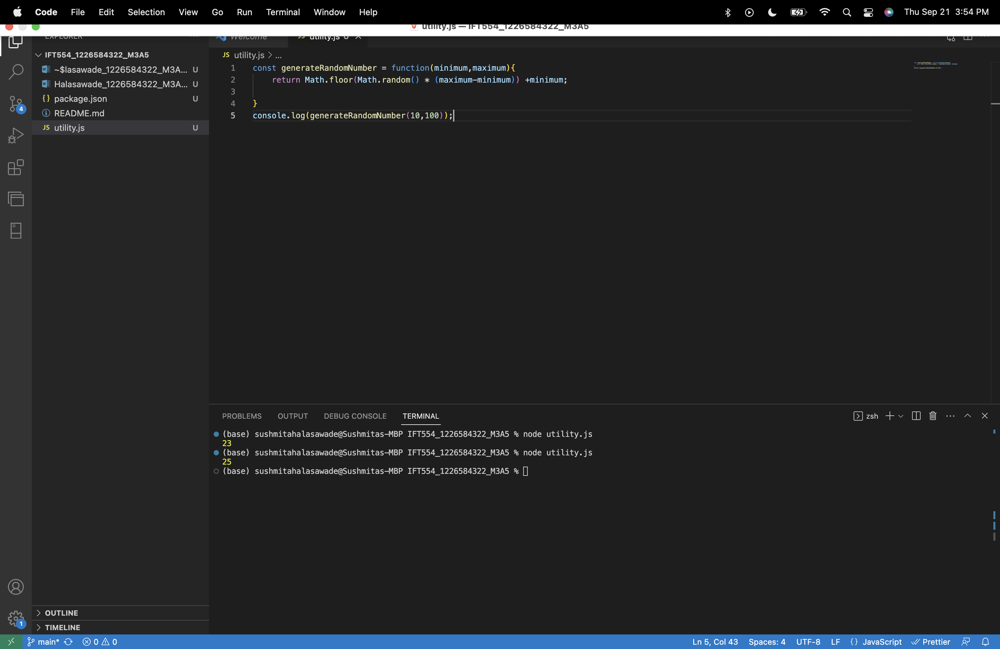 Code File Edit Selection View Go Run Terminal Window Help Thu Sep 21 3:54 PM
utility.js — IFT554_1226584322_M3A5
EXPLORER
Welcome
JS utility.js U
IFT554_1226584322_M3A5
~$lasawade_1226584322_M3A... U
Halasawade_1226584322_M3A... U
{} package.json U
README.md
JS utility.js U
4
JS utility.js > ...
1 const generateRandomNumber = function(minimum,maximum){
2 return Math.floor(Math.random() * (maximum-minimum)) +minimum;
3
4 }
5 console.log(generateRandomNumber(10,100));
PROBLEMS OUTPUT DEBUG CONSOLE TERMINAL zsh
(base) sushmitahalasawade@Sushmitas-MBP IFT554_1226584322_M3A5 % node utility.js
23
(base) sushmitahalasawade@Sushmitas-MBP IFT554_1226584322_M3A5 % node utility.js
25
(base) sushmitahalasawade@Sushmitas-MBP IFT554_1226584322_M3A5 %
OUTLINE
1
TIMELINE
main* 0 0 Ln 5, Col 43 Spaces: 4 UTF-8 LF {} JavaScript Prettier